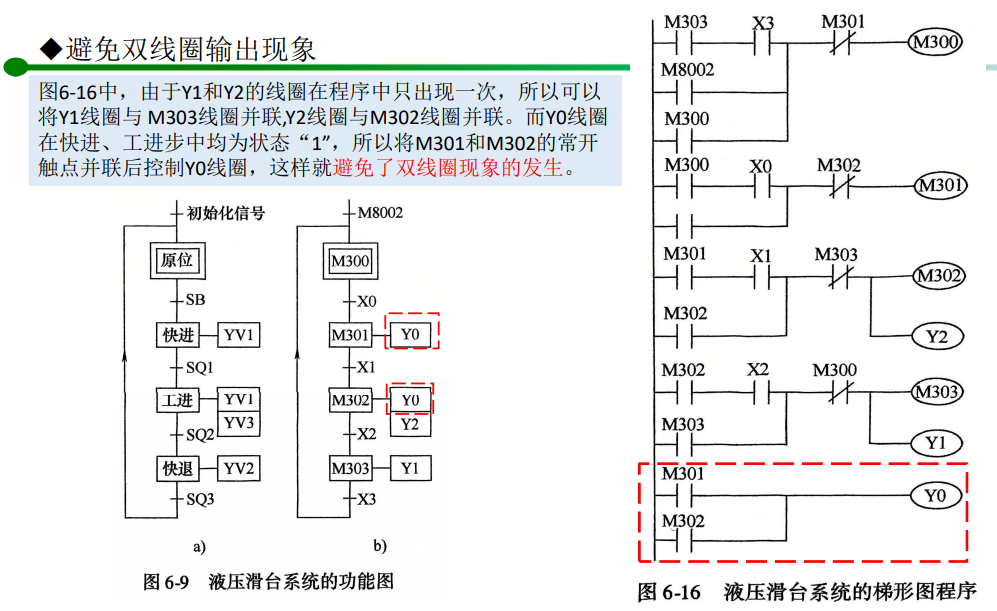 ◆避免双线圈输出现象
图6-16中，由于Y1和Y2的线圈在程序中只出现一次，所以可以
将Y1线圈与 M303线圈并联,Y2线圈与M302线圈并联。而Y0线圈
在快进、工进步中均为状态“1”，所以将M301和M302的常开
触点并联后控制Y0线圈，这样就避免了双线圈现象的发生。
初始化信号
原位
SB
快进 YV1
SQ1
工进 YV1
YV3
SQ2
快退 YV2
SQ3
a)
M8002
M300
X0
M301 Y0
X1
M302 Y0
Y2
X2
M303 Y1
X3
b)
图 6-9 液压滑台系统的功能图
M303 X3 M301
M300
M8002
M300
M300 X0 M302
M301
M301 X1 M303
M302
M302
Y2
M302 X2 M300
M303
M303
Y1
M301
Y0
M302
图 6-16 液压滑台系统的梯形图程序